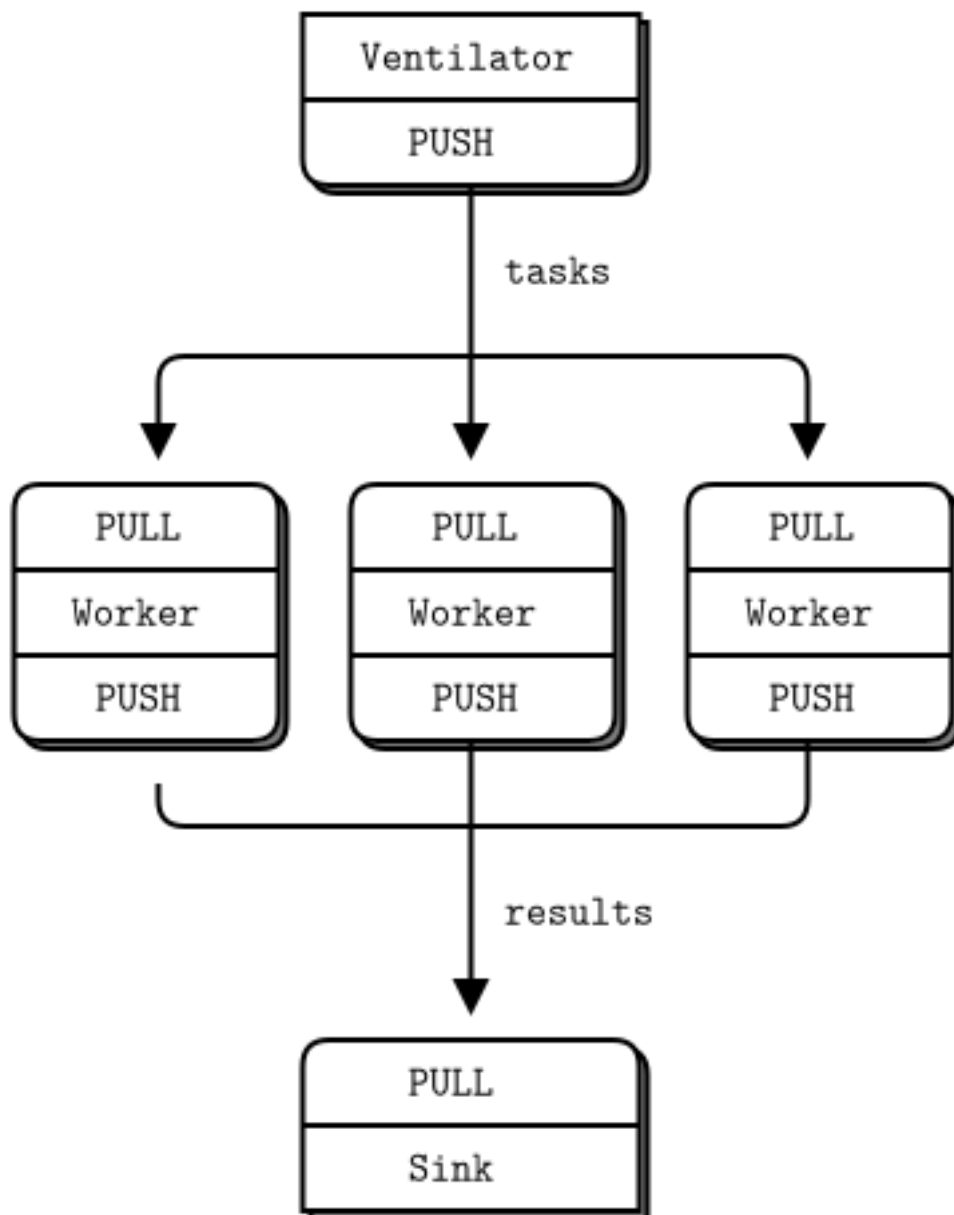 Ventilator
PUSH
tasks
PULL PULL PULL
Worker Worker Worker
PUSH PUSH PUSH
results
PULL
Sink